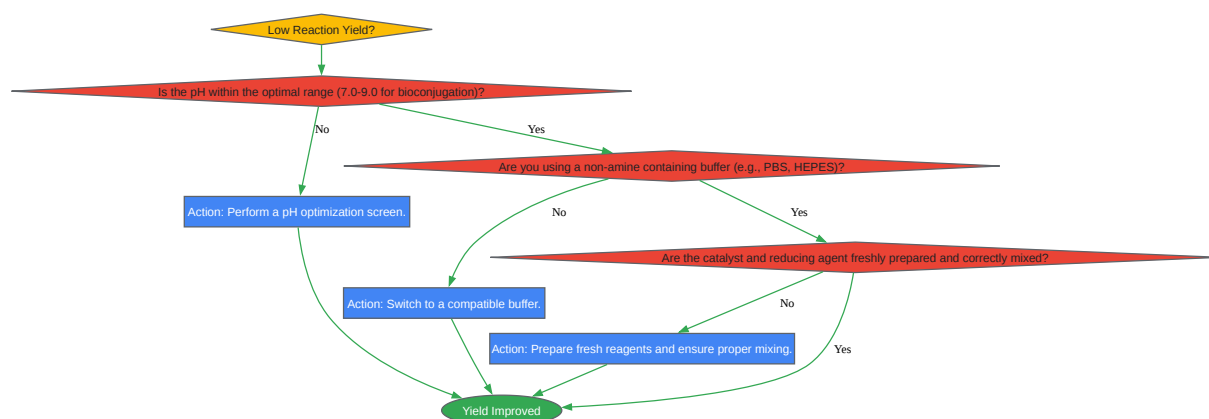 Low Reaction Yield?
Is the pH within the optimal range (7.0-9.0 for bioconjugation)?
No
Yes
Are you using a non-amine containing buffer (e.g., PBS, HEPES)?
Action: Perform a pH optimization screen.
No
Yes
Are the catalyst and reducing agent freshly prepared and correctly mixed?
Action: Switch to a compatible buffer.
No
Action: Prepare fresh reagents and ensure proper mixing.
Yes
Yield Improved